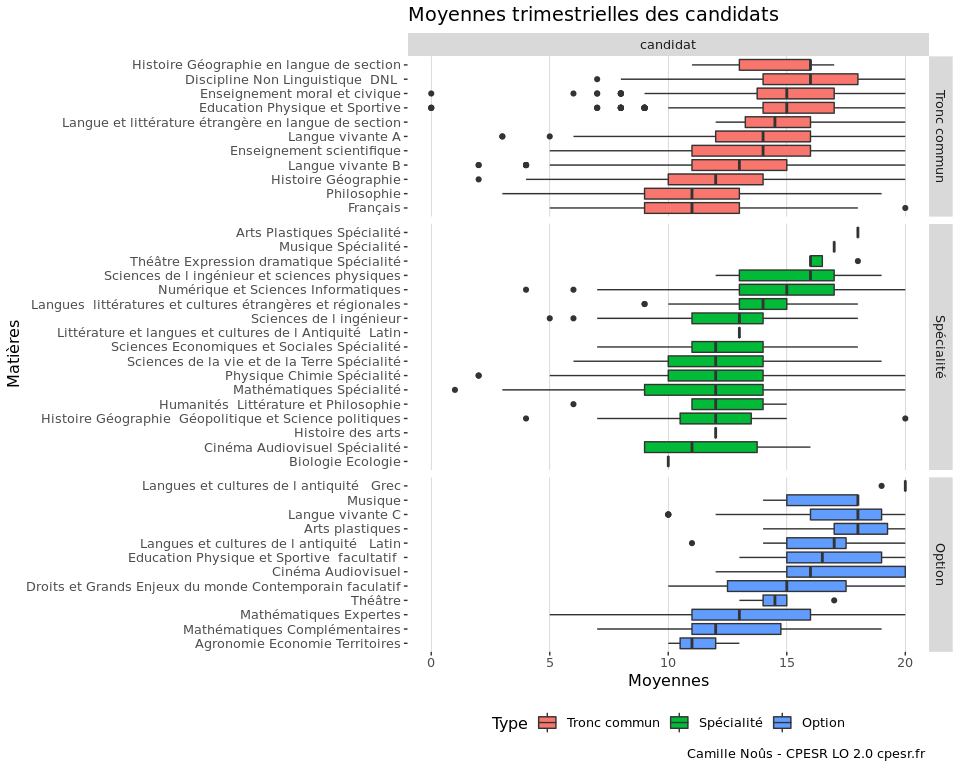 Moyennes trimestrielles des candidats
candidat
Histoire Géographie en langue de section
Discipline Non Linguistique  DNL
Enseignement moral et civique
Education Physique et Sportive
Langue et littérature étrangère en langue de section
Langue vivante A
Enseignement scientifique
Langue vivante B
Histoire Géographie
Philosophie
Français
Tronc commun
Arts Plastiques Spécialité
Musique Spécialité
Théâtre Expression dramatique Spécialité
Sciences de l ingénieur et sciences physiques
Numérique et Sciences Informatiques
Langues  littératures et cultures étrangères et régionales
Sciences de l ingénieur
Littérature et langues et cultures de l Antiquité  Latin
Sciences Economiques et Sociales Spécialité
Sciences de la vie et de la Terre Spécialité
Physique Chimie Spécialité
Mathématiques Spécialité
Humanités  Littérature et Philosophie
Histoire Géographie  Géopolitique et Science politiques
Histoire des arts
Cinéma Audiovisuel Spécialité
Biologie Ecologie
Spécialité
Langues et cultures de l antiquité   Grec
Musique
Langue vivante C
Arts plastiques
Langues et cultures de l antiquité   Latin
Education Physique et Sportive  facultatif
Cinéma Audiovisuel
Droits et Grands Enjeux du monde Contemporain faculatif
Théâtre
Mathématiques Expertes
Mathématiques Complémentaires
Agronomie Economie Territoires
Option
Matières
0 5 10 15 20
Moyennes
Type Tronc commun Spécialité Option
Camille Noûs - CPESR LO 2.0 cpesr.fr